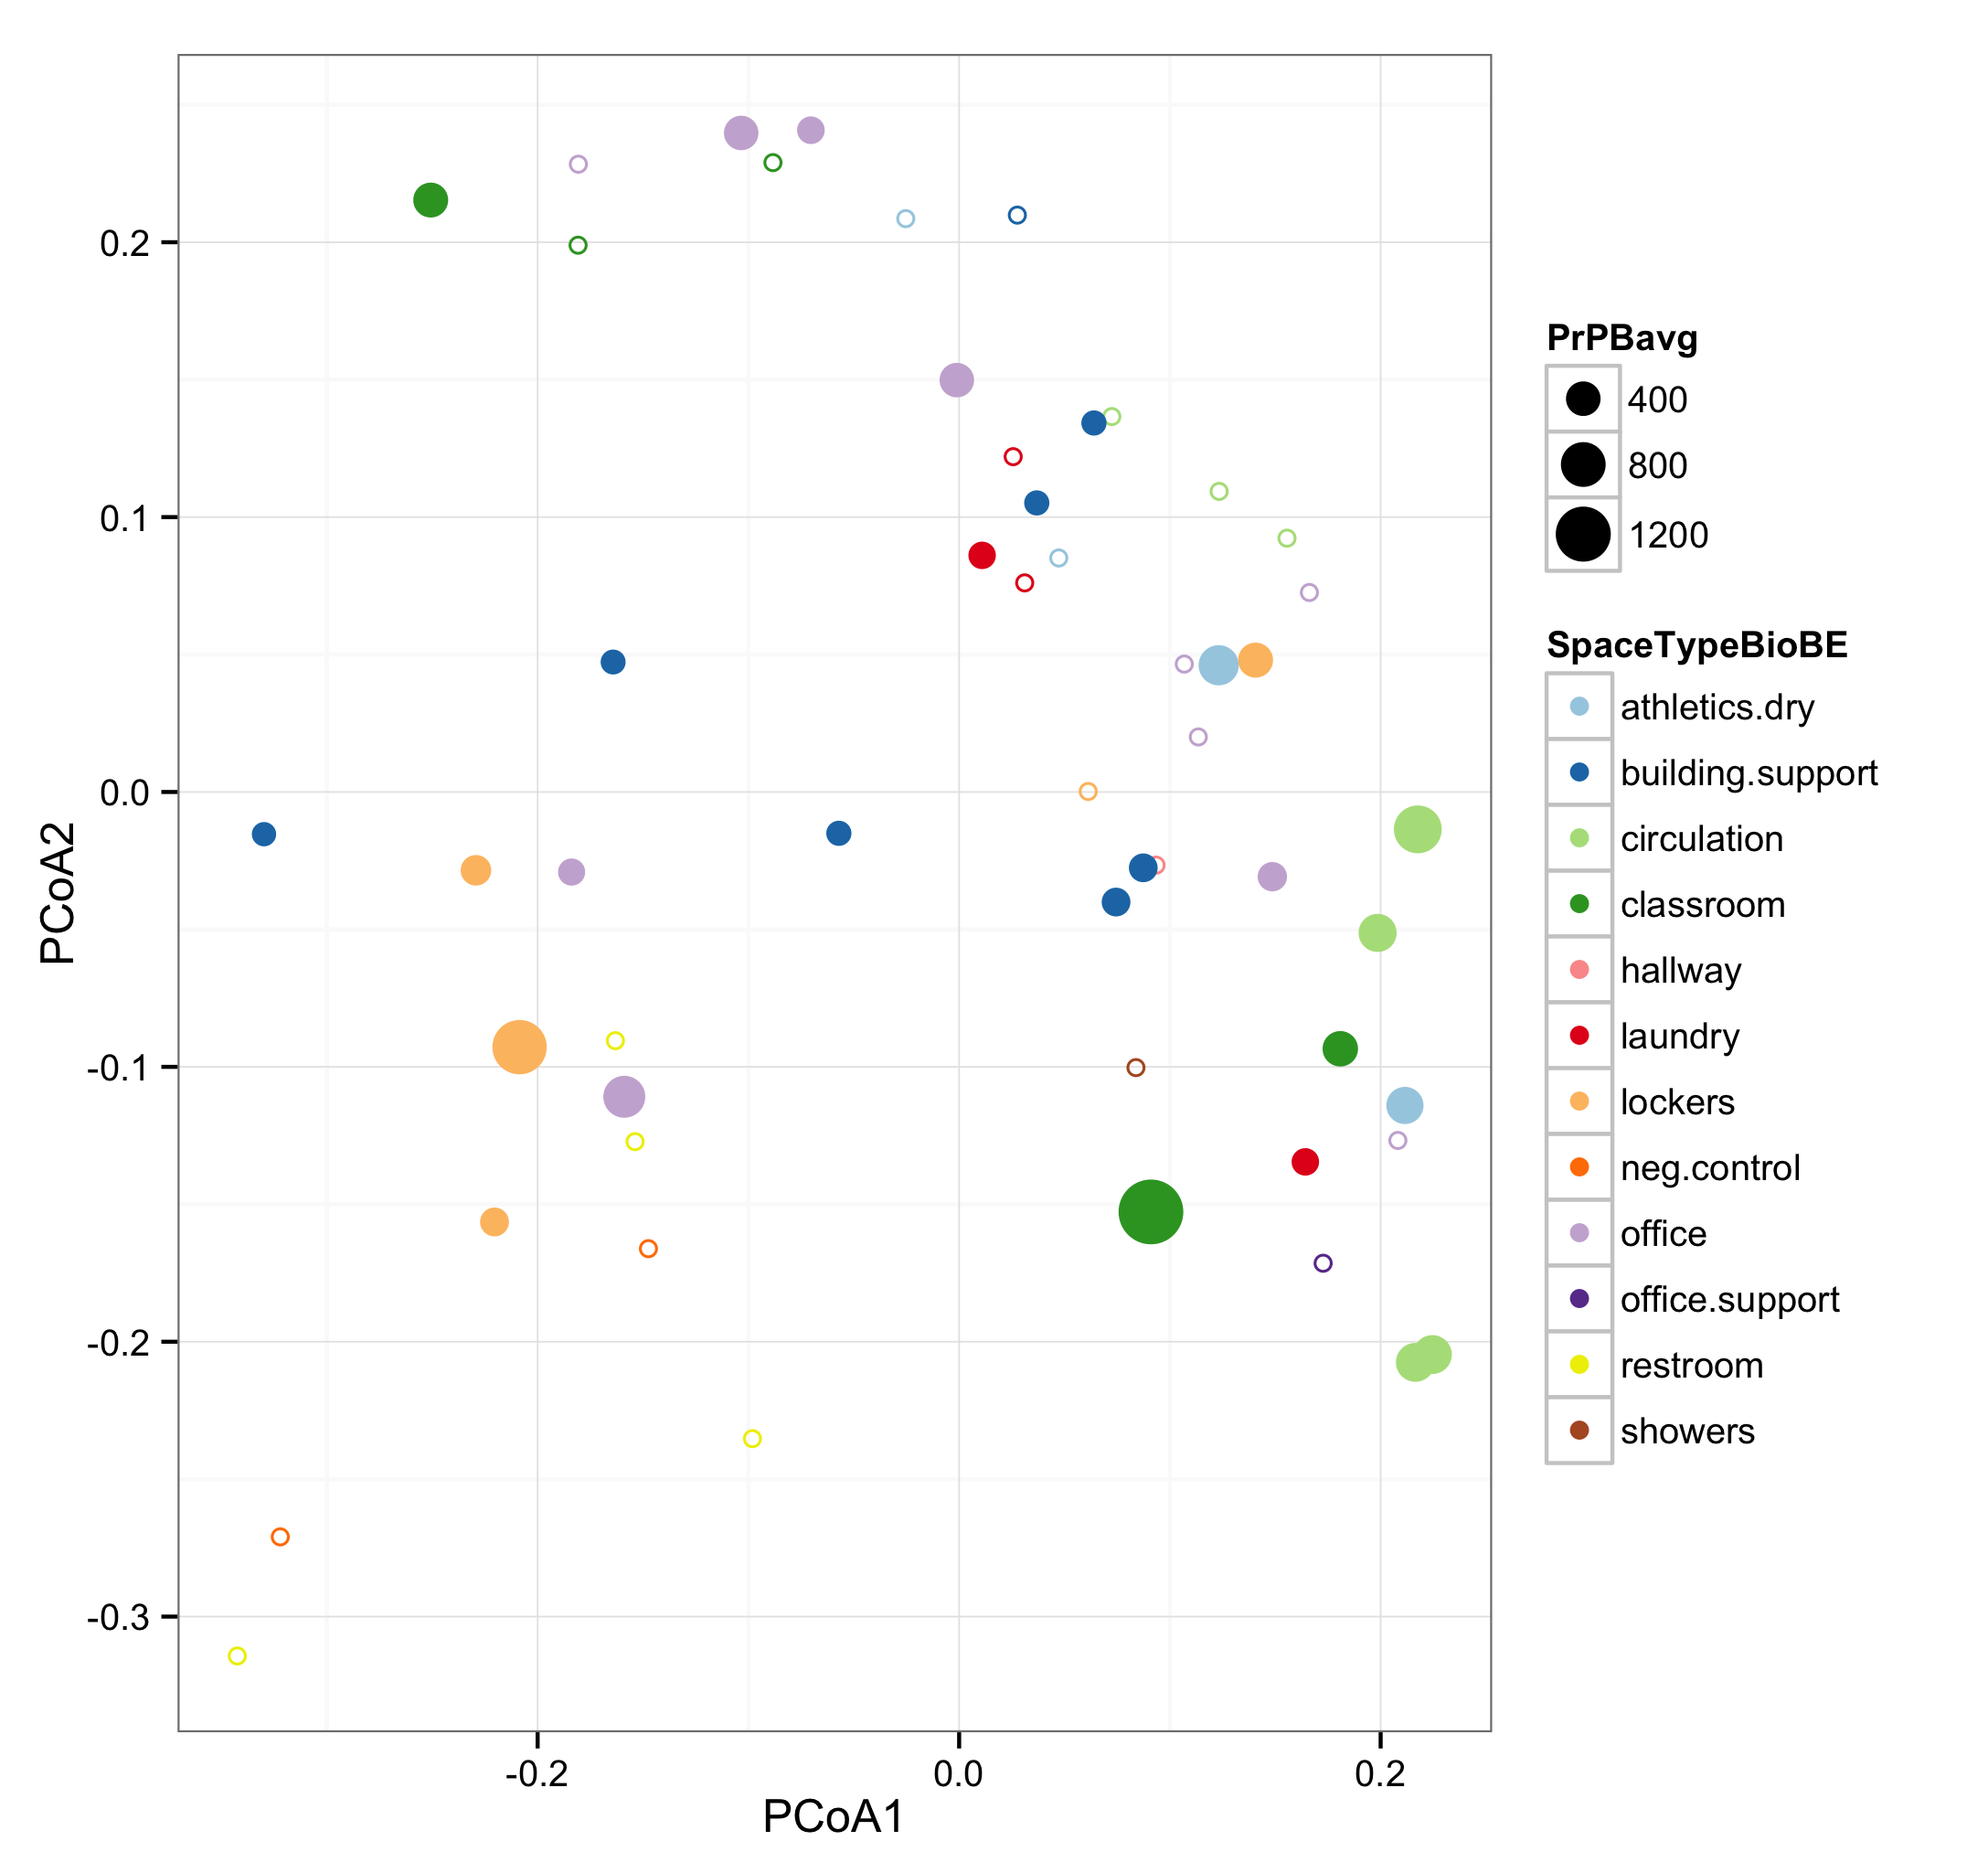 0.2
0.1
0.0
-0.1
-0.2
-0.3
PCoA2
-0.2 0.0 0.2
PCoA1
PrPBavg
400
800
1200
SpaceTypeBioBE
athletics.dry
building.support
circulation
classroom
hallway
laundry
lockers
neg.control
office
office.support
restroom
showers